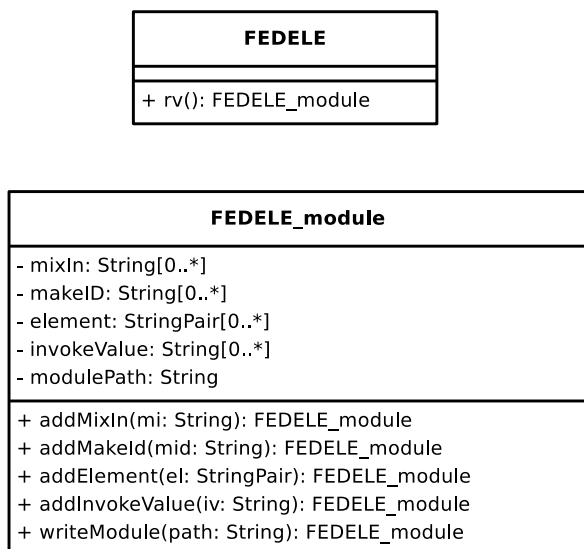 FEDELE
+ rv(): FEDELE_module
FEDELE_module
- mixIn: String[0..*]
- makeID: String[0..*]
- element: StringPair[0..*]
- invokeValue: String[0..*]
- modulePath: String
+ addMixIn(mi: String): FEDELE_module
+ addMakeId(mid: String): FEDELE_module
+ addElement(el: StringPair): FEDELE_module
+ addInvokeValue(iv: String): FEDELE_module
+ writeModule(path: String): FEDELE_module